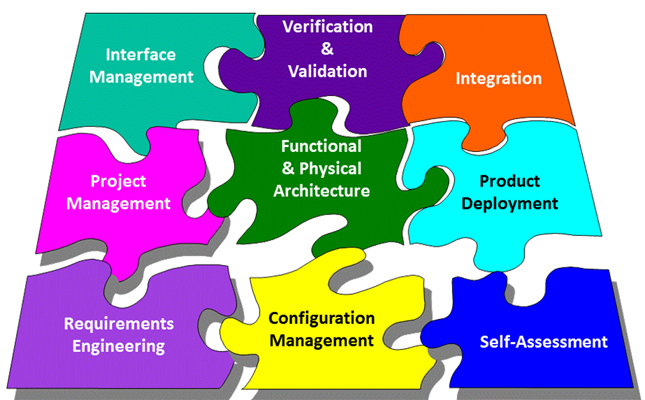 Interface
Management
Verification
&
Validation
Integration
Project
Management
Functional
& Physical
Architecture
Product
Deployment
Requirements
Engineering
Configuration
Management
Self-Assessment